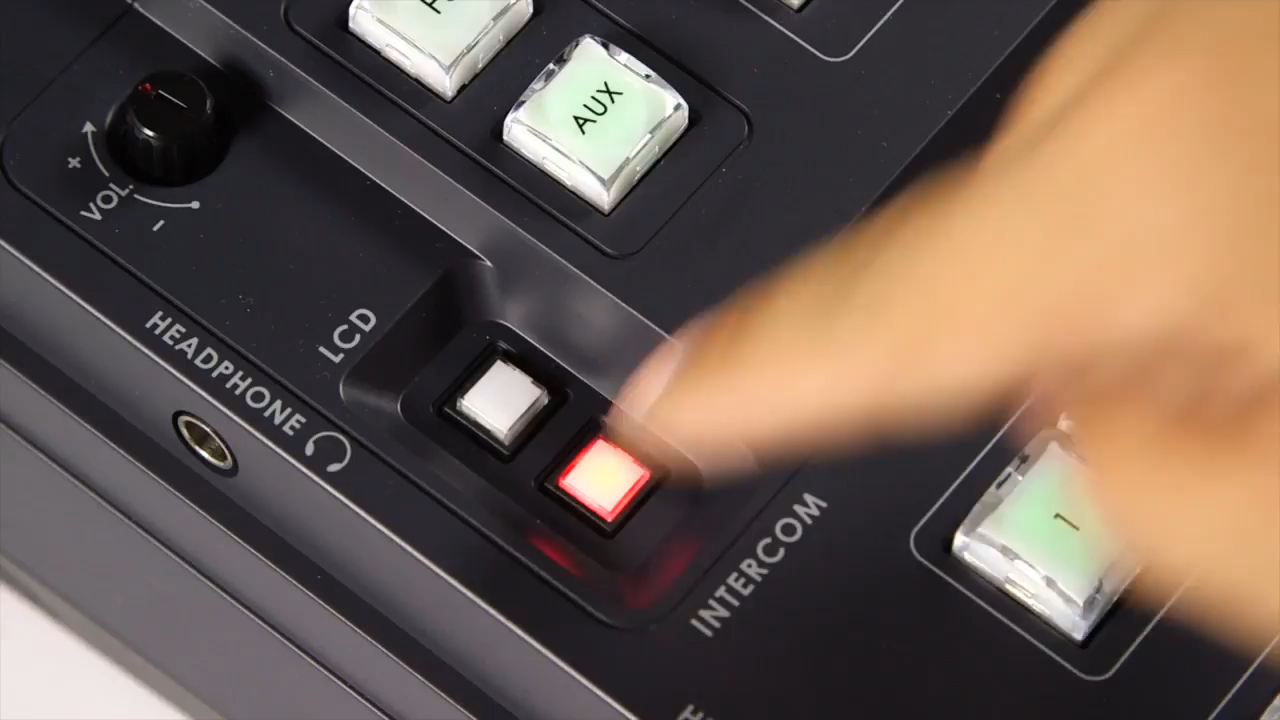 AUX
+
VOL.
−
LCD
HEADPHONE
INTERCOM
1